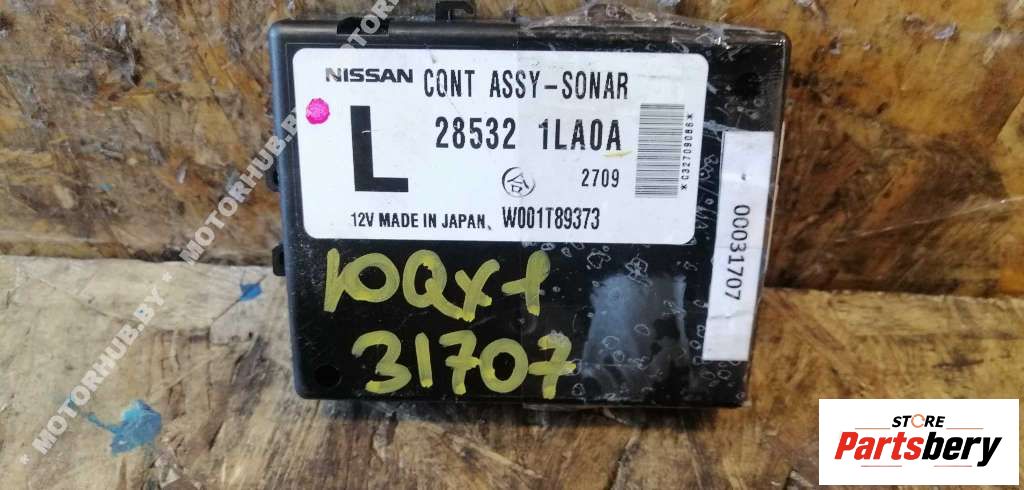 NISSAN CONT ASSY-SONAR
L
28532 1LA0A
2709
12V MADE IN JAPAN, W001T89373
*032709086*
00031707
31707
MOTORHUB.BY * MOTORHUB.BY
STORE
Partsbery